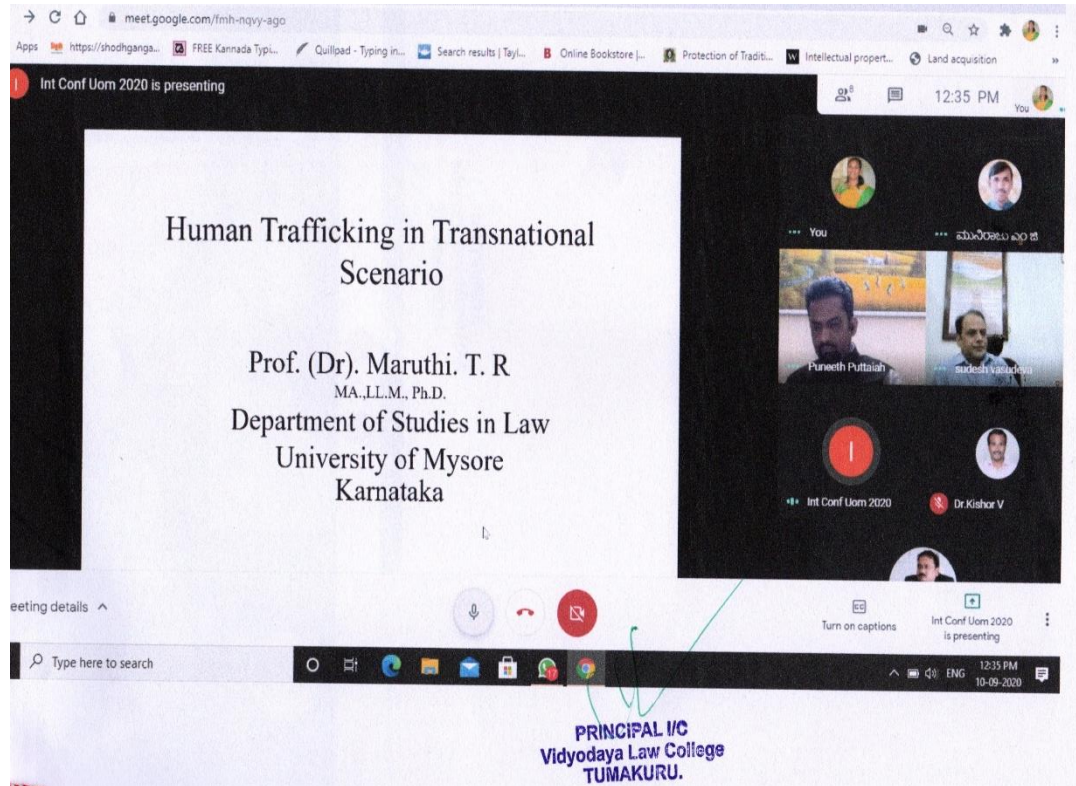 meet.google.com/fmh-nqvy-ago
Apps https://shodhganga... FREE Kannada Typi... Quillpad - Typing in... Search results | Tayl... B Online Bookstore |... Protection of Traditi... W Intellectual propert... Land acquisition »
I Int Conf Uom 2020 is presenting
8 12:35 PM You
Human Trafficking in Transnational
Scenario
Prof. (Dr). Maruthi. T. R
MA.,LL.M., Ph.D.
Department of Studies in Law
University of Mysore
Karnataka
You
ಮುನಿರಾಜು ಎಂ ಜಿ
Puneeth Puttaiah
sudesh vasudeva
I
Int Conf Uom 2020
Dr.Kishor V
eeting details
CC
Turn on captions
Int Conf Uom 2020
is presenting
Type here to search
17
ENG
12:35 PM
10-09-2020
PRINCIPAL I/C
Vidyodaya Law College
TUMAKURU.